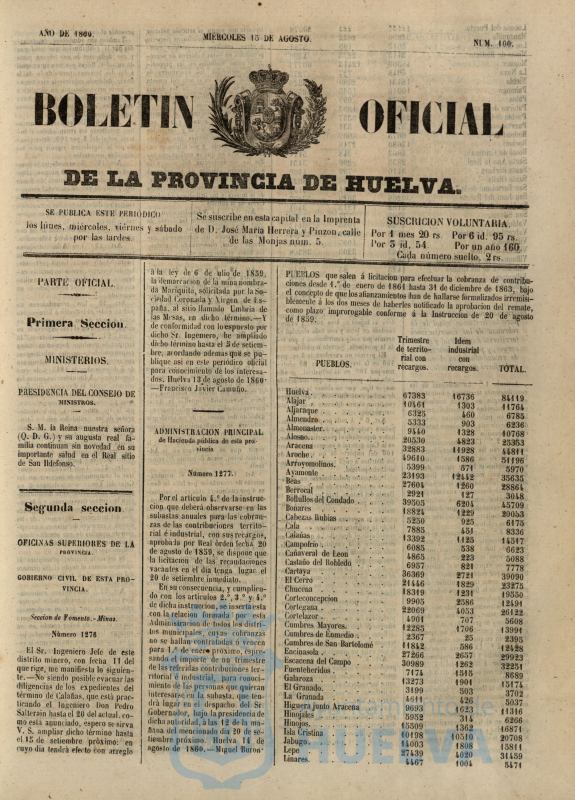 AÑO DE 1860.
MIÉRCOLES 15 DE AGOSTO.
NUM. 100.
BOLETIN OFICIAL
DE LA PROVINCIA DE HUELVA.
SE PUBLICA ESTE PERIÓDICO
los lúnes, miércoles, viérnes y sábado
por las tardes.
Se suscribe en esta capital en la Imprenta
de D. José María Herrera y Pinzon, calle
de las Monjas núm. 5.
SUSCRICION VOLUNTARIA.
Por 1 mes 20 rs. Por 6 id. 95 rs.
Por 3 id. 54. Por un año 160.
Cada número suelto, 2 rs.
PARTE OFICIAL.
Primera Seccion.
MINISTERIOS.
PRESIDENCIA DEL CONSEJO DE
MINISTROS.
S. M. la Reina nuestra señora
(Q. D. G.) y su augusta real fa-
milia continuan sin novedad en su
importante salud en el Real sitio
de San Ildefonso.
Segunda seccion
OFICINAS SUPERIORES DE LA
PROVINCIA.
GOBIERNO CIVIL DE ESTA PRO-
VINCIA.
Seccion de Fomento.-Minas.
Número 1276
El Sr. Ingeniero Jefe de este
distrito minero, con fecha 11 del
que rige, me manifiesta lo siguien-
te.—No siendo posible evacuar las
diligencias de los expedientes del
término de Calañas, que está prac-
ticando el Ingeniero Don Pedro
Salterain hasta el 20 del actual, co-
mo está anunciado, espero se sirva
V. S. ampliar dicho término hasta
el 15 de setiembre próximo: en
cuyo dia tendrá efecto con arreglo
á la ley de 6 de julio de 1859,
la demarcacion de la mina nombra-
da Mariquita, solicitada por la So-
ciedad Coronada y Vírgen de Es-
paña, al sitio llamado Umbría de
las Mesas, en dicho término.—Y
de conformidad con lo espuesto por
dicho Sr. Ingeniero, he ampliado
dicho término hasta el 5 de setiem-
bre, acordando ademas que se pu-
blique así en este periódico oficial
para conocimiento de los interesa-
dos. Huelva 13 de agosto de 1860—
Francisco Javier Camuño.
ADMINISTRACION PRINCIPAL
de Hacienda pública de esta pro-
vincia
Número 1277.
Por el artículo 4.º de la instruc-
cion que deberá observarse en las
subastas anuales para las cobran-
zas de las contribuciones territo-
rial é industrial, con sus recargos,
aprobada por Real órden fecha 20
de agosto de 1859, se dispone que
la licitacion de las recaudaciones
vacantes en el dia tenga lugar el
20 de setiembre inmediato.
En su consecuencia, y cumplien-
do con los artículos 2.º, 3.º y 4.º
de dicha instruccion, se inserta esta
con la relacion formada por esta
Administracion de todos los distri-
tos municipales, cuyas cobranzas
no se hallan contratadas ó vencen
para 1.º de enero próximo, espre-
sando el importe de un trimestre
de las referidas contribuciones ter-
ritorial é industrial, para conoci-
miento de las personas que quieran
interesarse en la subasta, que ten-
drá lugar en el despacho del Sr.
Gobernador, bajo la presidencia de
dicha autoridad, á las 12 de la ma-
ñana del mencionado dia 20 de se-
tiembre próximo. Huelva 14 de
agosto de 1860.—Miguel Buron-
PUEBLOS que salen á licitacion para efectuar la cobranza de contribu-
ciones desde 1.º de enero de 1861 hasta 31 de diciembre de 1863, bajo
el concepto de que los afianzamientos han de hallarse formalizados irremisi-
blemente á los dos meses de haberles notificado la aprobacion del remate,
como plazo improrogable conforme á la Instruccion de 20 de agosto
de 1859.
PUEBLOS. Trimestre de territo- rial con recargos. Idem industrial con recargos. TOTAL.
Huelva 67383 16736 84119
Alajar 10461 1303 11764
Aljaraque 6325 460 6785
Almendro 5333 903 6236
Almonaster 9440 1328 10768
Alosno 20530 4823 25353
Aracena 32883 11928 44811
Aroche 49610 1586 51196
Arroyomolinos 5399 571 5970
Ayamonte 23193 12442 35635
Beas 27604 1260 28864
Berrocal 2921 127 3048
Bollullos del Condado 39505 6204 45709
Bonares 18824 1229 20053
Cabezas Rubias 5250 925 6175
Cala 7885 451 8336
Calañas 13392 1125 14517
Campofrio 6085 538 6623
Cañaveral de Leon 4865 223 5088
Castaño del Robledo 6957 821 7778
Cartaya 36369 2721 39090
El Cerro 21446 1829 23275
Chucena 18319 1231 19550
Corteconcepcion 9905 2586 12491
Cortegana 22069 4053 26122
Cortelazor 4901 707 5608
Cumbres Mayores 12285 1706 13991
Cumbres de Enmedio 2367 25 2393
Cumbres de San Bartolomé 11842 586 12428
Encinasola 27266 2657 29923
Escacena del Campo 30989 1262 32251
Fuenteheridos 7174 1515 8689
Galaroza 13273 1901 15174
El Granado 3199 503 3702
La Granada 426 5037
Higuera junto Aracena 9693 11316
Hinojales 5952 314 6266
Hinojos 15509 1362 16871
Isla Cristina 10198 10510 20708
Jabugo 14003 1808 15811
Lepe 27439 4020 31459
Linares 4467 1004 5471
Ayuntamiento de
HUELVA